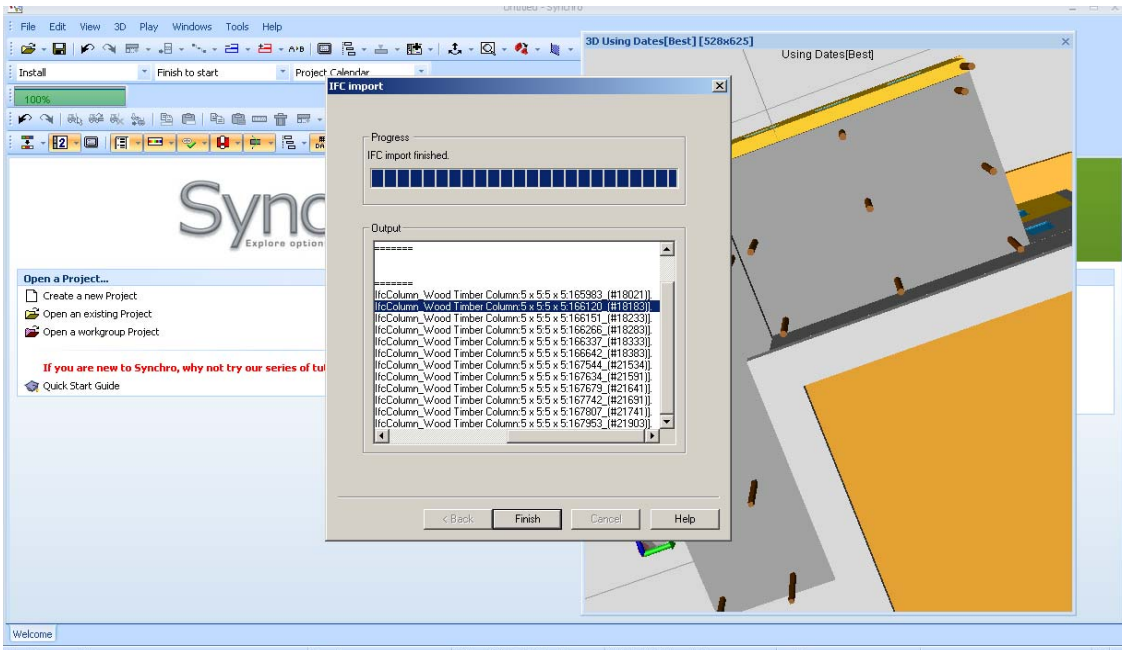 Untitled - Synchro
File Edit View 3D Play Windows Tools Help
Install Finish to start Project Calendar
100%
3D Using Dates[Best] [528x625]
Using Dates[Best]
IFC import
Progress
IFC import finished.
Output
=======
=======
IfcColumn_Wood Timber Column:5 x 5:5 x 5:165983_(#18021)].
IfcColumn_Wood Timber Column:5 x 5:5 x 5:166120_(#18183)].
IfcColumn_Wood Timber Column:5 x 5:5 x 5:166151_(#18233)].
IfcColumn_Wood Timber Column:5 x 5:5 x 5:166266_(#18283)].
IfcColumn_Wood Timber Column:5 x 5:5 x 5:166337_(#18333)].
IfcColumn_Wood Timber Column:5 x 5:5 x 5:166642_(#18383)].
IfcColumn_Wood Timber Column:5 x 5:5 x 5:167544_(#21534)].
IfcColumn_Wood Timber Column:5 x 5:5 x 5:167634_(#21591)].
IfcColumn_Wood Timber Column:5 x 5:5 x 5:167679_(#21641)].
IfcColumn_Wood Timber Column:5 x 5:5 x 5:167742_(#21691)].
IfcColumn_Wood Timber Column:5 x 5:5 x 5:167807_(#21741)].
IfcColumn_Wood Timber Column:5 x 5:5 x 5:167953_(#21903)].
< Back Finish Cancel Help
Sync
Explore option
Open a Project...
Create a new Project
Open an existing Project
Open a workgroup Project
If you are new to Synchro, why not try our series of tu
Quick Start Guide
Welcome